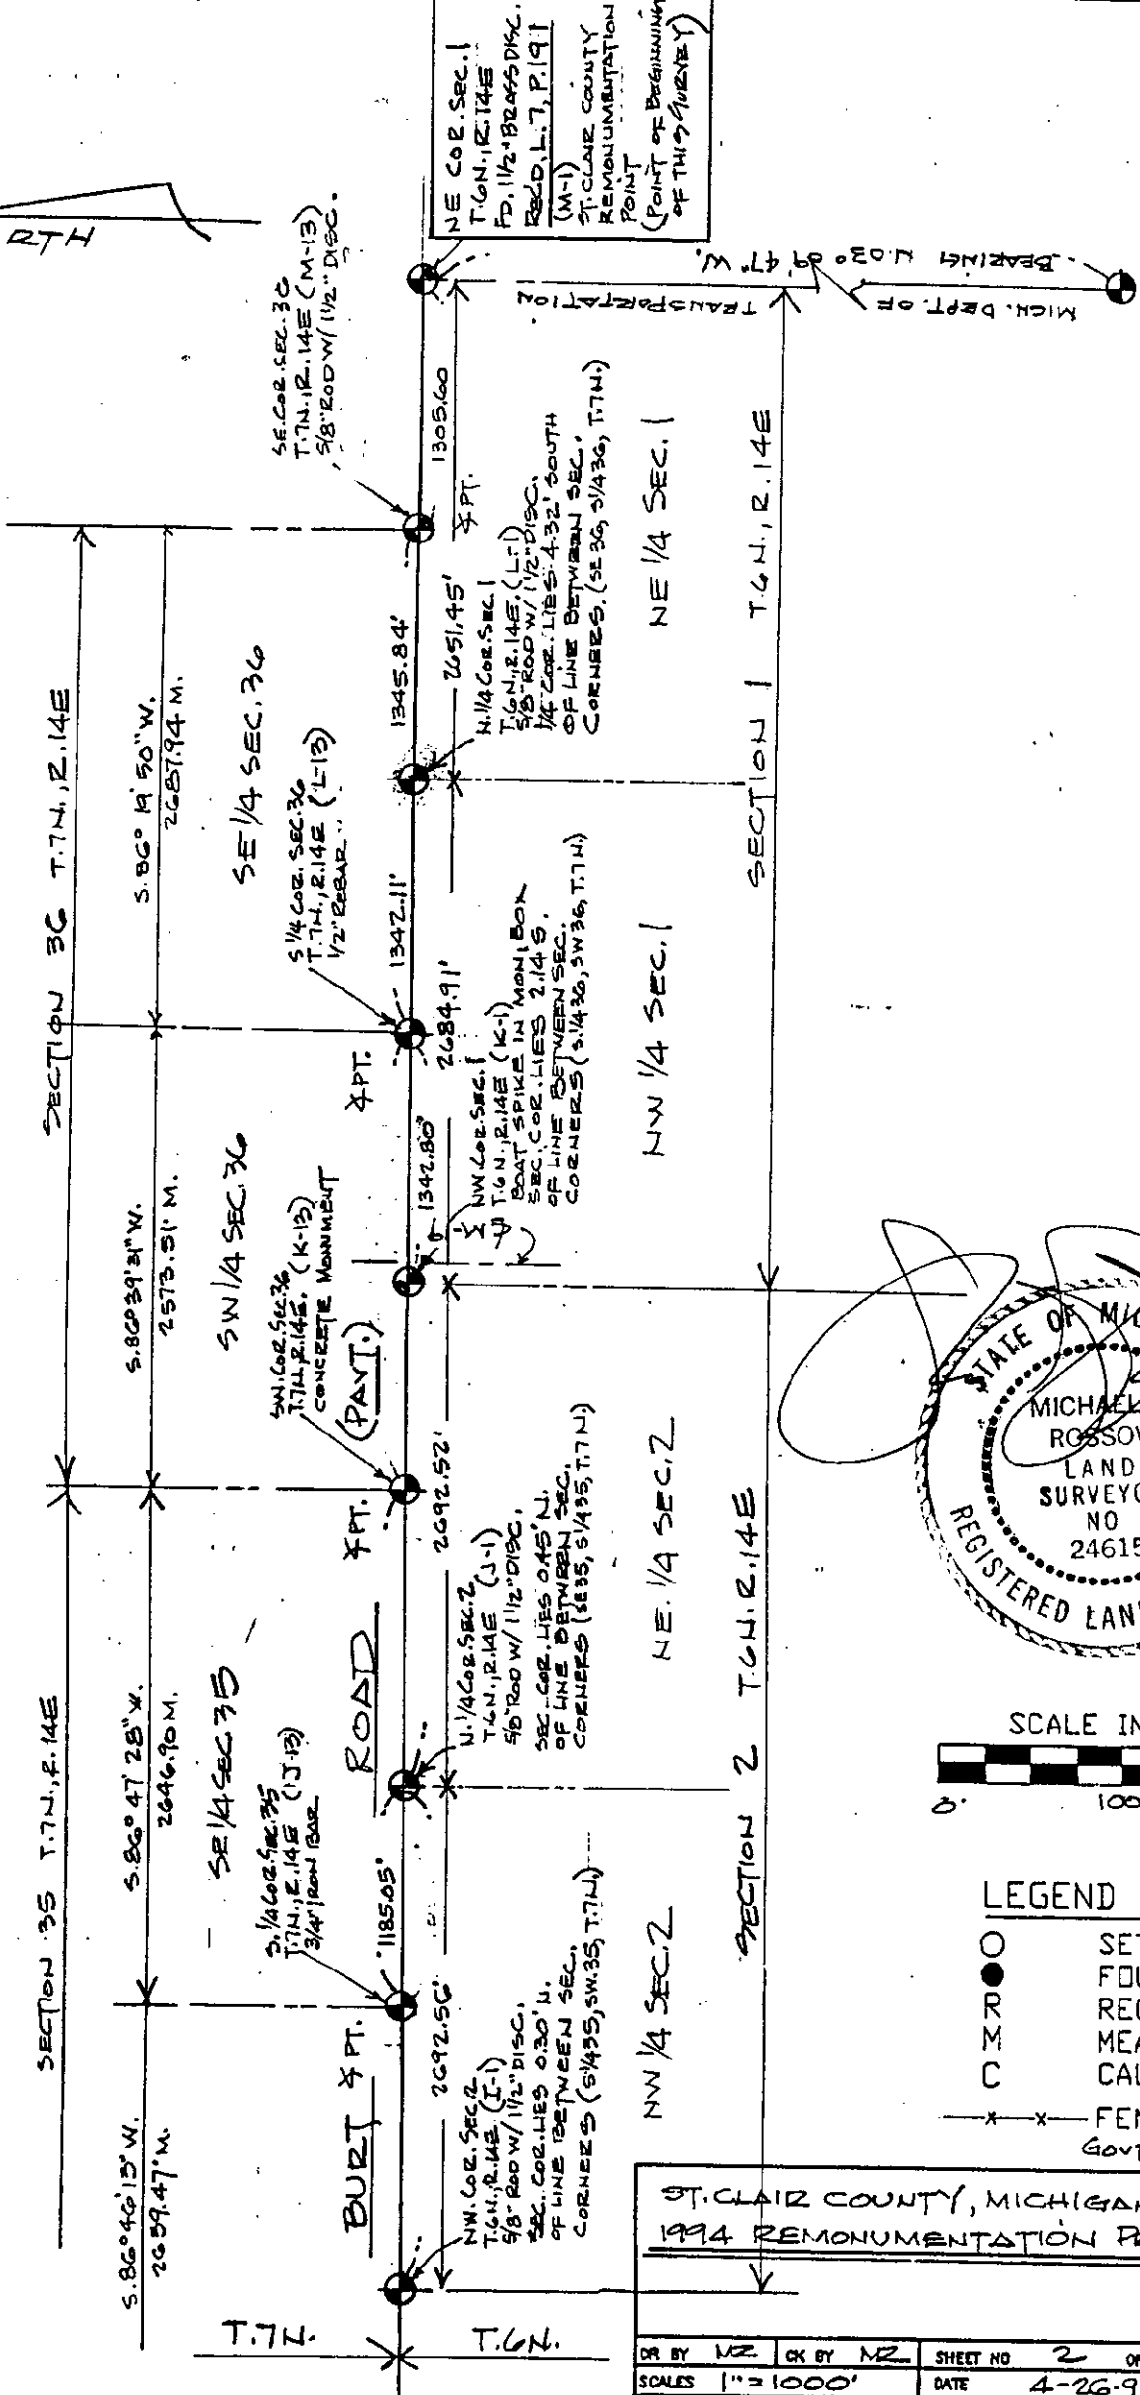 RTH
NE COR. SEC. 1
T.6N., R.14E
FD. 1 1/2" BRASS DISC.
REC'D, L.7, P.191
(M-1)
ST. CLAIR COUNTY
REMONUMENTATION
POINT
(POINT OF BEGINNING
OF THIS SURVEY)
MICH. DEPT. OF TRANSPORTATION
BEARING N.03° 09' 47" W.
SE. COR. SEC. 36
T.7N., R.14E (M-13)
5/8" ROD W/ 1 1/2" DISC.
1305.60
∡ PT.
1345.84'
2651.45'
N. 1/4 COR. SEC. 1
T.6N., R.14E. (L-1)
5/8" ROD W/ 1 1/2" DISC.
1/4 COR. LIES 4.32' SOUTH
OF LINE BETWEEN SEC.
CORNERS. (SE 36, S1/4 36, T.7N.)
NE 1/4 SEC. 1
SECTION 1 T.6N., R.14E
SECTION 36 T.7N., R.14E
S.86° 19' 50" W.
2687.94 M.
SE 1/4 SEC. 36
S 1/4 COR. SEC. 36
T.7N., R.14E (L-13)
1/2" REBAR
1342.11'
2684.91'
∡ PT.
1342.80'
NW. COR. SEC. 1
T.6N., R.14E (K-1)
BOAT SPIKE IN MON. BOX
SEC. COR. LIES 2.14 S.
OF LINE BETWEEN SEC.
CORNERS (S.1/4 36, SW 36, T.7N)
NW 1/4 SEC. 1
S.86°39'31" W.
2573.51' M.
SW 1/4 SEC. 36
SW. COR. SEC. 36
T.7N., R.14E. (K-13)
CONCRETE MONUMENT
(PAVT.)
∡ PT.
2692.52'
N. 1/4 COR. SEC. 2
T.6N., R.14E (J-1)
5/8" ROD W/ 1 1/2" DISC.
SEC. COR. LIES 0.45' N.
OF LINE BETWEEN SEC.
CORNERS (SE 35, S1/4 35, T.7N)
NE. 1/4 SEC. 2
SECTION 2 T.6N. R.14E
SECTION 35 T.7N., R.14E
S.86° 47' 28" W.
2646.90 M.
SE 1/4 SEC. 35
S. 1/4 COR. SEC. 35
T.7N., R.14E (J-13)
3/4" IRON BAR
ROAD
1185.05'
BURT
∡ PT.
2692.56'
NW. COR. SEC. 2
T.6N., R.14E. (I-1)
5/8" ROD W/ 1 1/2" DISC.
SEC. COR. LIES 0.30' N.
OF LINE BETWEEN SEC.
CORNERS (S1/4 35, SW. 35, T.7N.)
NW 1/4 SEC. 2
S.86°46'13" W.
2639.47' M.
T.7N.
T.6N.
STATE OF MIC
MICHAEL
ROSSOV
LAND
SURVEYO
NO
24615
REGISTERED LAN
SCALE IN
0'
100
LEGEND
SET
FOU
R REC
M MEA
C CAL
x x FEN
GOVT
ST. CLAIR COUNTY, MICHIGAN
1994 REMONUMENTATION P
DR BY MZ CK BY MZ SHEET NO 2 OF
SCALES 1"=1000' DATE 4-26-9